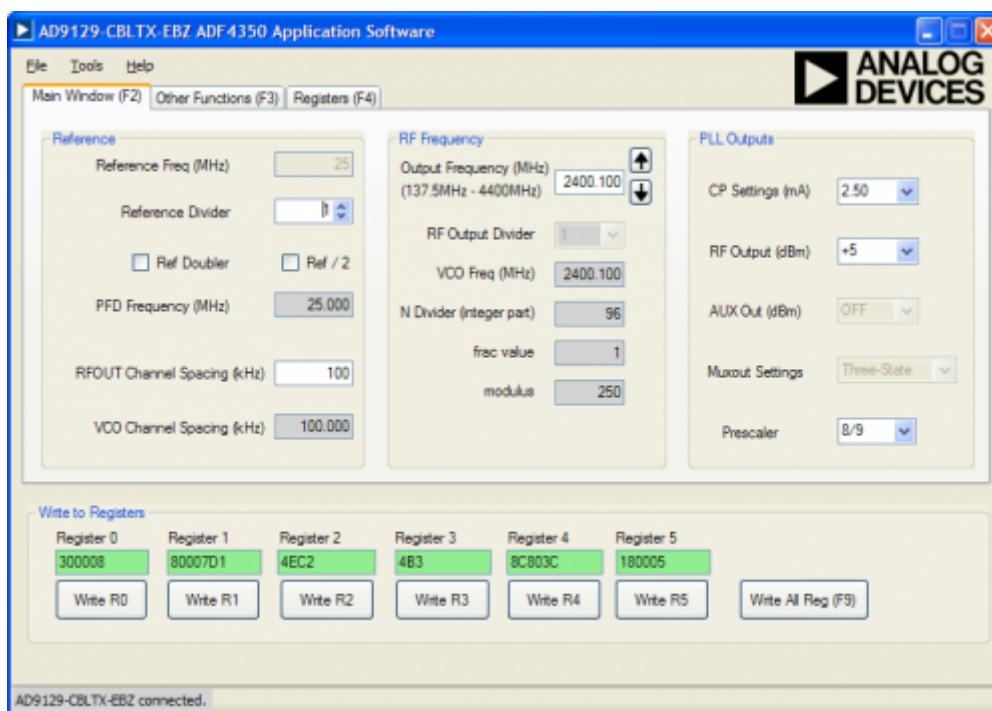 AD9129-CBLTX-EBZ ADF4350 Application Software
File Tools Help
ANALOG DEVICES
Main Window (F2) Other Functions (F3) Registers (F4)
Reference
Reference Freq (MHz) 25
Reference Divider 1
Ref Doubler Ref / 2
PFD Frequency (MHz) 25.000
RFOUT Channel Spacing (kHz) 100
VCO Channel Spacing (kHz) 100.000
RF Frequency
Output Frequency (MHz)
(137.5MHz - 4400MHz) 2400.100
RF Output Divider 1
VCO Freq (MHz) 2400.100
N Divider (integer part) 96
frac value 1
modulus 250
PLL Outputs
CP Settings (mA) 2.50
RF Output (dBm) +5
AUX Out (dBm) OFF
Muxout Settings Three-State
Prescaler 8/9
Write to Registers
Register 0 Register 1 Register 2 Register 3 Register 4 Register 5
300008 80007D1 4EC2 4B3 8C803C 180005
Write R0 Write R1 Write R2 Write R3 Write R4 Write R5 Write All Reg (F9)
AD9129-CBLTX-EBZ connected.